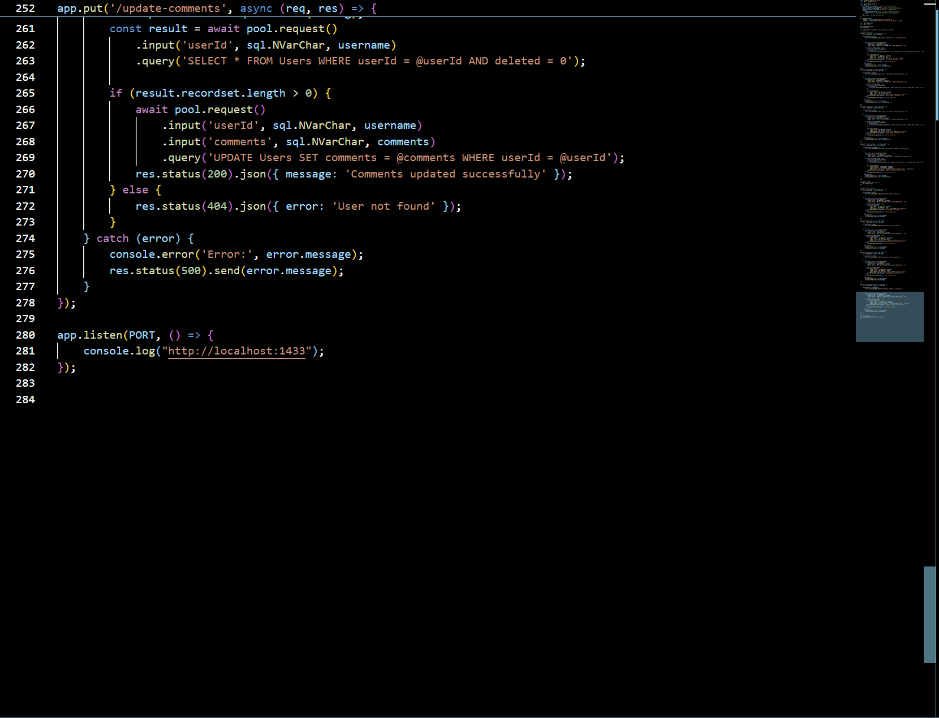 252 app.put('/update-comments', async (req, res) => {
261 const result = await pool.request()
262 .input('userId', sql.NVarChar, username)
263 .query('SELECT * FROM Users WHERE userId = @userId AND deleted = 0');
264
265 if (result.recordset.length > 0) {
266 await pool.request()
267 .input('userId', sql.NVarChar, username)
268 .input('comments', sql.NVarChar, comments)
269 .query('UPDATE Users SET comments = @comments WHERE userId = @userId');
270 res.status(200).json({ message: 'Comments updated successfully' });
271 } else {
272 res.status(404).json({ error: 'User not found' });
273 }
274 } catch (error) {
275 console.error('Error:', error.message);
276 res.status(500).send(error.message);
277 }
278 });
279
280 app.listen(PORT, () => {
281 console.log("http://localhost:1433");
282 });
283
284